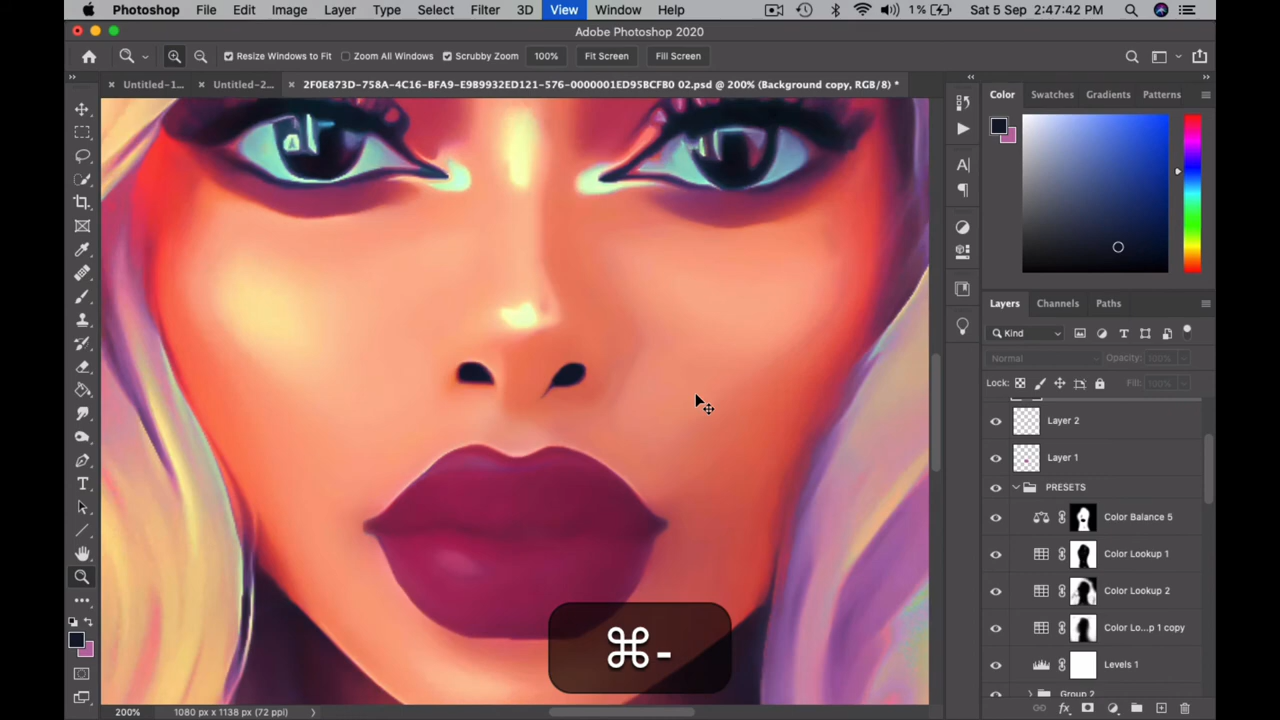 Photoshop File Edit Image Layer Type Select Filter 3D View Window Help 1% Sat 5 Sep 2:47:42 PM
Adobe Photoshop 2020
Resize Windows to Fit Zoom All Windows Scrubby Zoom 100% Fit Screen Fill Screen
Untitled-1... Untitled-2... 2F0E873D-758A-4C16-BFA9-E9B9932ED121-576-0000001ED95BCFB0 02.psd @ 200% (Background copy, RGB/8) *
Color Swatches Gradients Patterns
Layers Channels Paths
Kind
Normal Opacity: 100%
Lock: Fill: 100%
Layer 2
Layer 1
PRESETS
Color Balance 5
Color Lookup 1
Color Lookup 2
Color Lo...p 1 copy
Levels 1
Group 2
⌘-
200% 1080 px x 1138 px (72 ppi)